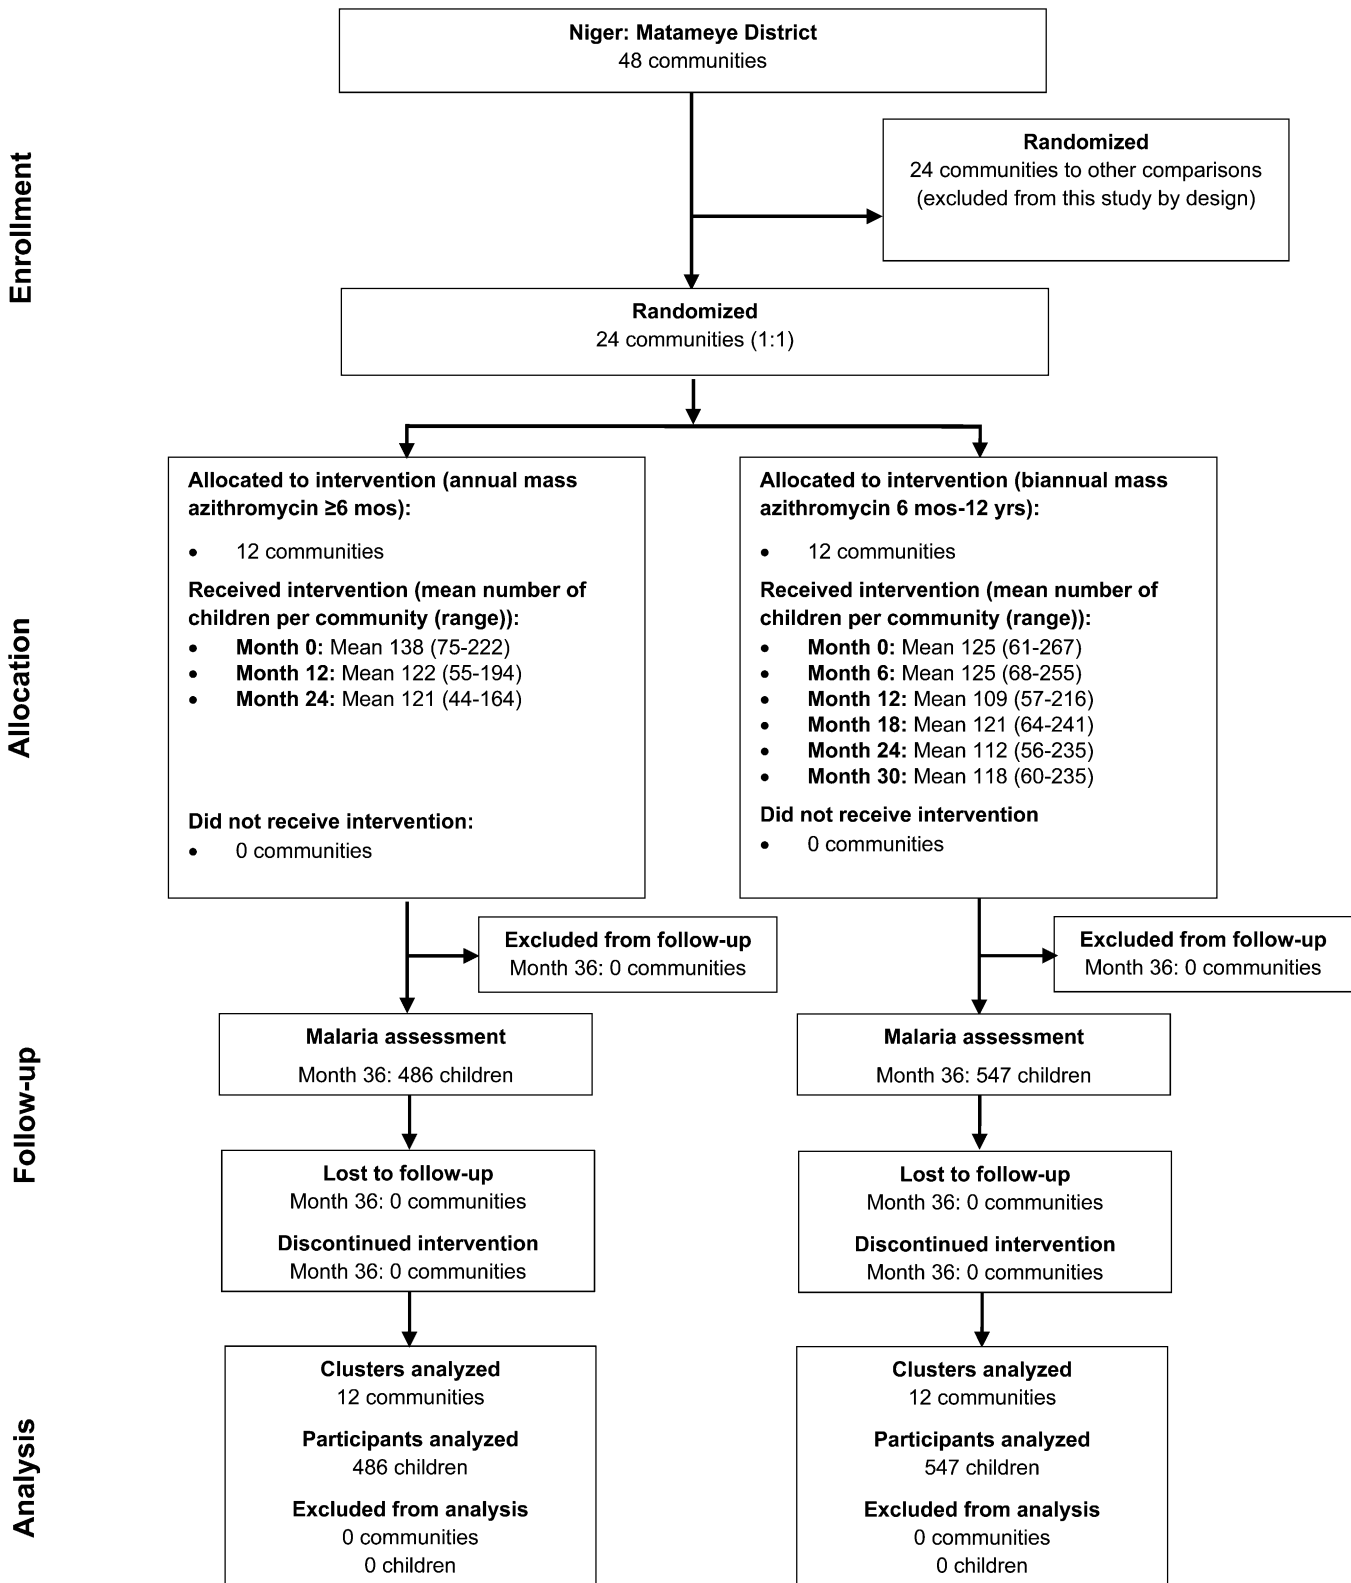 Niger: Matameye District
48 communities
Enrollment
Randomized
24 communities to other comparisons
(excluded from this study by design)
Randomized
24 communities (1:1)
Allocation
Allocated to intervention (annual mass
azithromycin ≥6 mos):
• 12 communities
Received intervention (mean number of
children per community (range)):
• Month 0: Mean 138 (75-222)
• Month 12: Mean 122 (55-194)
• Month 24: Mean 121 (44-164)
Did not receive intervention:
• 0 communities
Allocated to intervention (biannual mass
azithromycin 6 mos-12 yrs):
• 12 communities
Received intervention (mean number of
children per community (range)):
• Month 0: Mean 125 (61-267)
• Month 6: Mean 125 (68-255)
• Month 12: Mean 109 (57-216)
• Month 18: Mean 121 (64-241)
• Month 24: Mean 112 (56-235)
• Month 30: Mean 118 (60-235)
Did not receive intervention
• 0 communities
Excluded from follow-up
Month 36: 0 communities
Excluded from follow-up
Month 36: 0 communities
Follow-up
Malaria assessment
Month 36: 486 children
Malaria assessment
Month 36: 547 children
Lost to follow-up
Month 36: 0 communities
Discontinued intervention
Month 36: 0 communities
Lost to follow-up
Month 36: 0 communities
Discontinued intervention
Month 36: 0 communities
Analysis
Clusters analyzed
12 communities
Participants analyzed
486 children
Excluded from analysis
0 communities
0 children
Clusters analyzed
12 communities
Participants analyzed
547 children
Excluded from analysis
0 communities
0 children